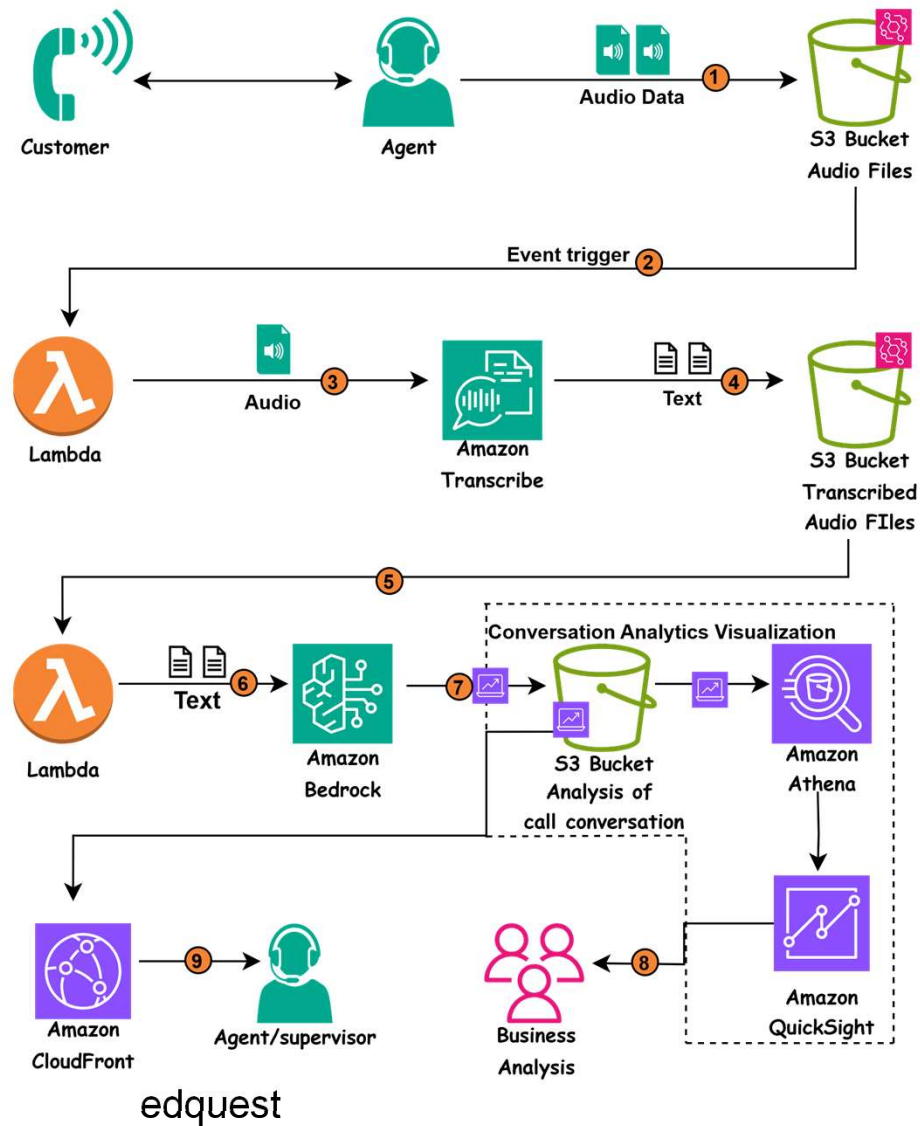 1
Audio Data
Customer
Agent
S3 Bucket
Audio Files
Event trigger
2
3
Audio
4
Text
Lambda
Amazon
Transcribe
S3 Bucket
Transcribed
Audio FIles
5
Conversation Analytics Visualization
Text
6
7
Lambda
Amazon
Bedrock
S3 Bucket
Analysis of
call conversation
Amazon
Athena
9
8
Amazon
CloudFront
Agent/supervisor
Business
Analysis
Amazon
QuickSight
edquest